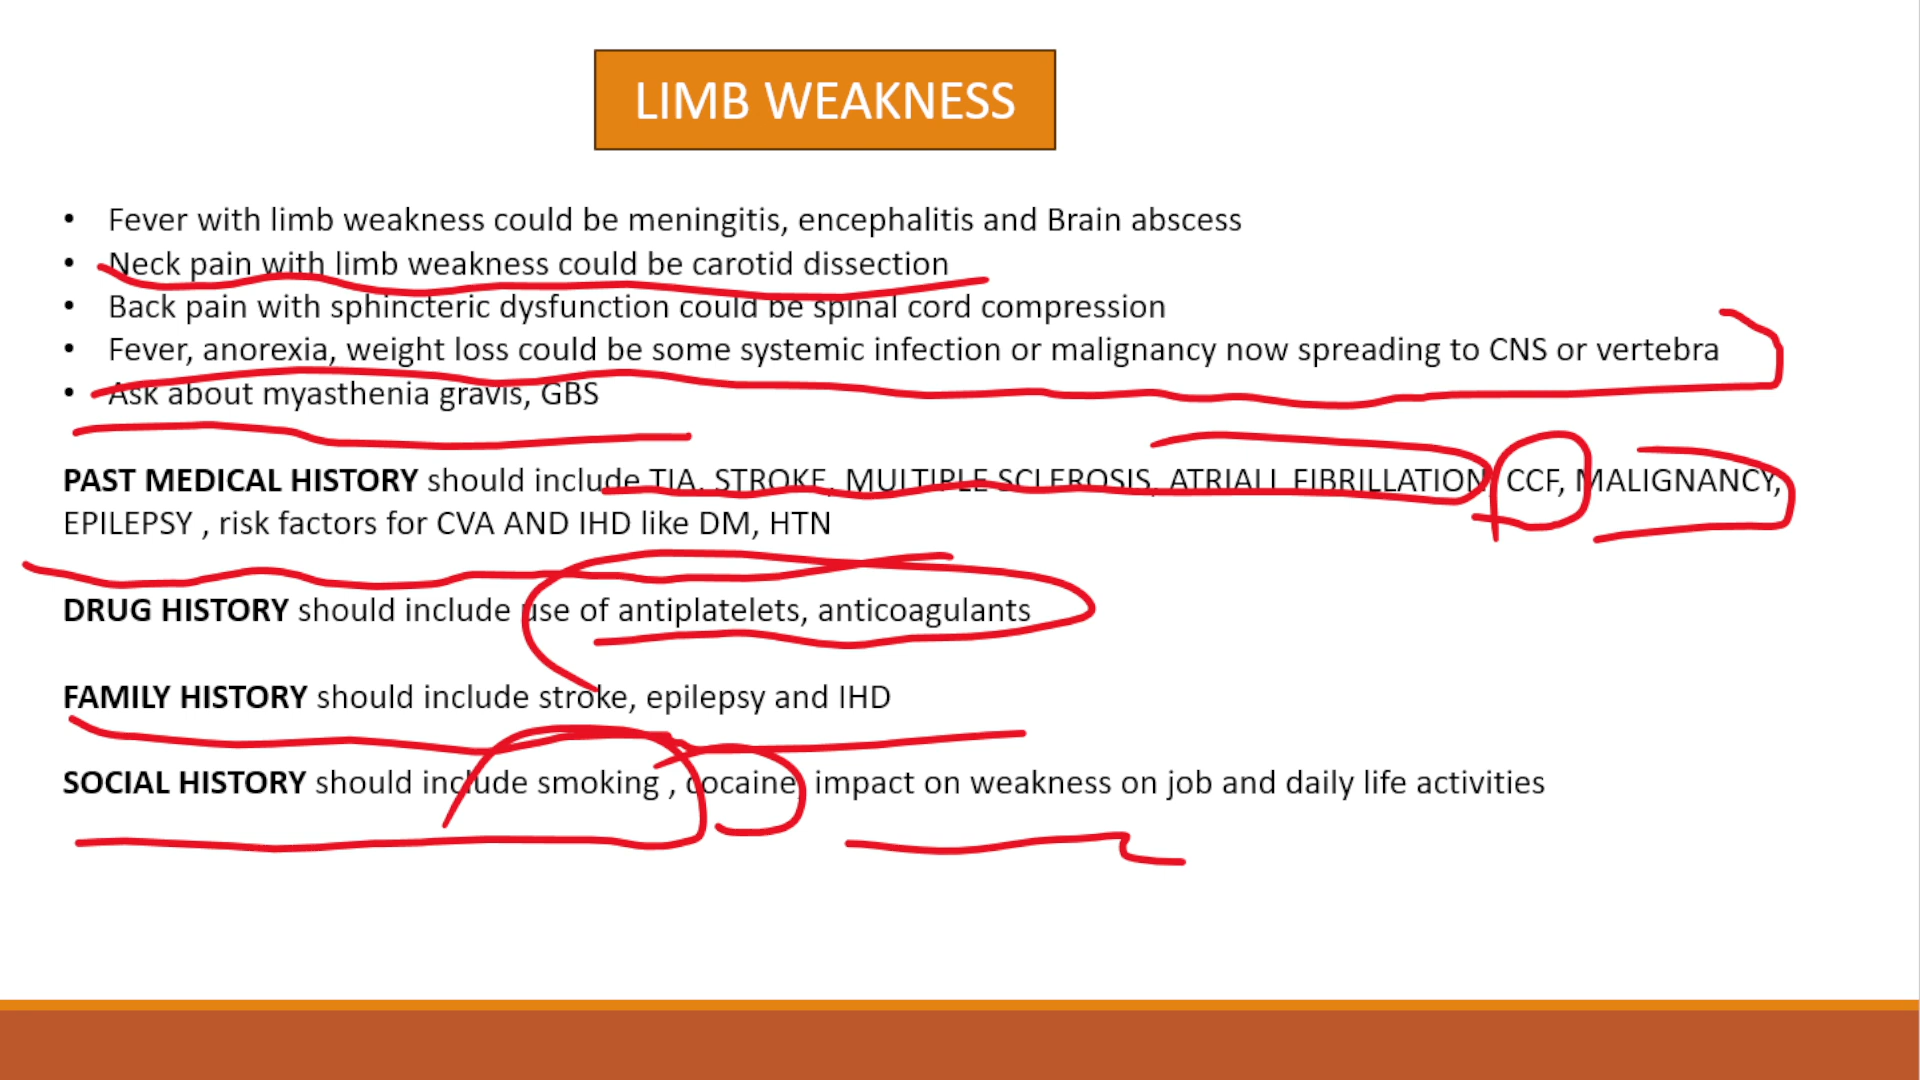 LIMB WEAKNESS
• Fever with limb weakness could be meningitis, encephalitis and Brain abscess
• Neck pain with limb weakness could be carotid dissection
• Back pain with sphincteric dysfunction could be spinal cord compression
• Fever, anorexia, weight loss could be some systemic infection or malignancy now spreading to CNS or vertebra
• Ask about myasthenia gravis, GBS
PAST MEDICAL HISTORY should include TIA, STROKE, MULTIPLE SCLEROSIS, ATRIALL FIBRILLATION, CCF, MALIGNANCY,
EPILEPSY , risk factors for CVA AND IHD like DM, HTN
DRUG HISTORY should include use of antiplatelets, anticoagulants
FAMILY HISTORY should include stroke, epilepsy and IHD
SOCIAL HISTORY should include smoking , cocaine, impact on weakness on job and daily life activities